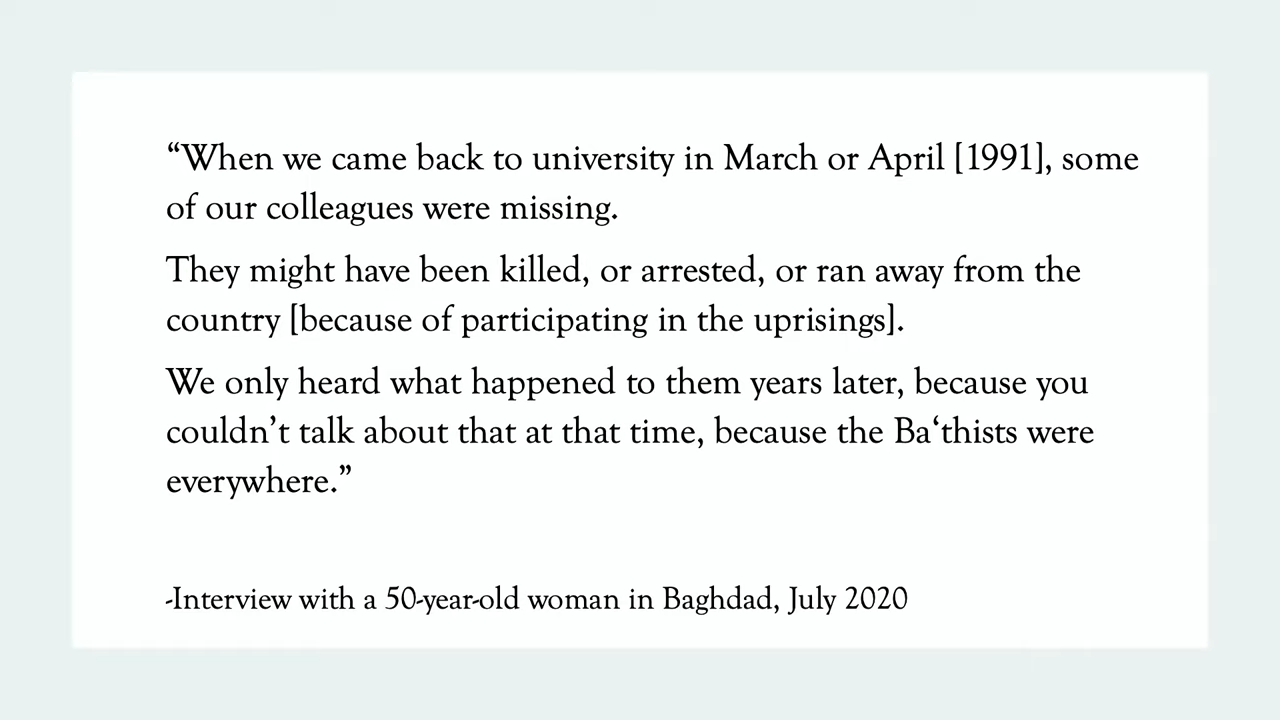 “When we came back to university in March or April [1991], some
of our colleagues were missing.
They might have been killed, or arrested, or ran away from the
country [because of participating in the uprisings].
We only heard what happened to them years later, because you
couldn’t talk about that at that time, because the Ba‘thists were
everywhere.”
-Interview with a 50-year-old woman in Baghdad, July 2020